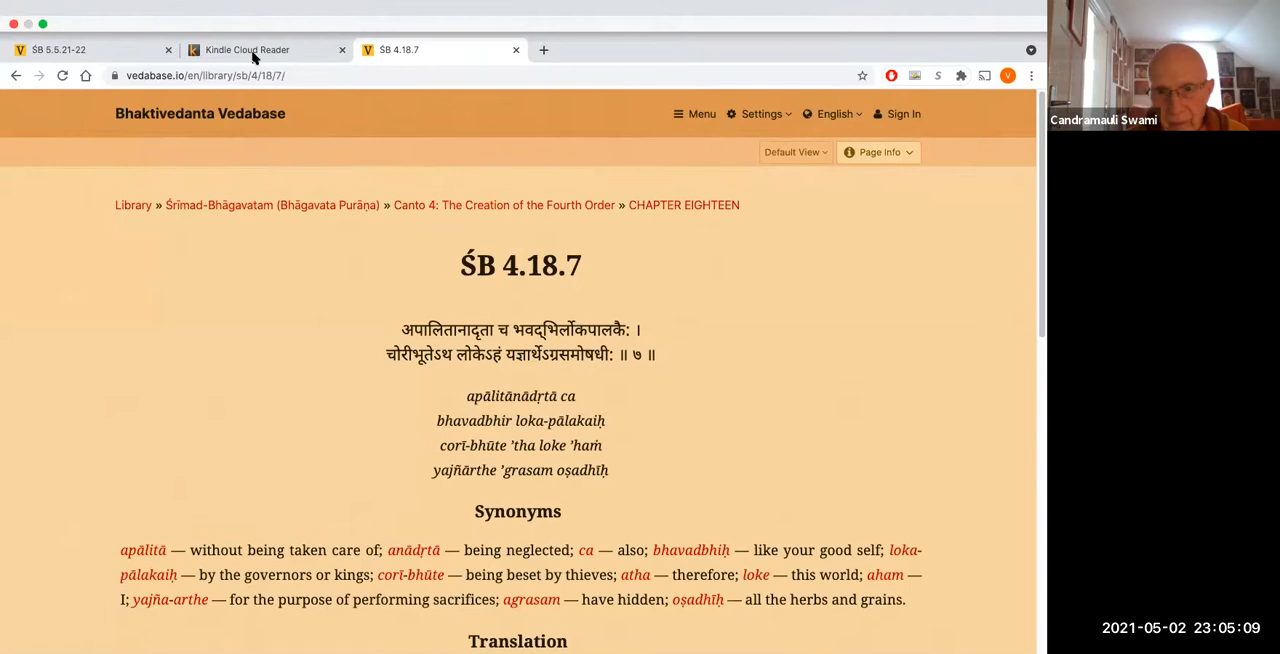 ŚB 5.5.21-22
Kindle Cloud Reader
ŚB 4.18.7
vedabase.io/en/library/sb/4/18/7/
Bhaktivedanta Vedabase
Menu
Settings
English
Sign In
Default View
Page Info
Library » Śrīmad-Bhāgavatam (Bhāgavata Purāṇa) » Canto 4: The Creation of the Fourth Order » CHAPTER EIGHTEEN
ŚB 4.18.7
अपालितानाद‍ृता च भवद्‌भिर्लोकपालकै: ।
चोरीभूतेऽथ लोकेऽहं यज्ञार्थेऽग्रसमोषधी: ॥ ७ ॥
apālitānādṛtā ca
bhavadbhir loka-pālakaiḥ
corī-bhūte ’tha loke ’haṁ
yajñārthe ’grasam oṣadhīḥ
Synonyms
apālitā — without being taken care of; anādṛtā — being neglected; ca — also; bhavadbhiḥ — like your good self; loka-
pālakaiḥ — by the governors or kings; corī-bhūte — being beset by thieves; atha — therefore; loke — this world; aham —
I; yajña-arthe — for the purpose of performing sacrifices; agrasam — have hidden; oṣadhīḥ — all the herbs and grains.
Translation
Candramauli Swami
2021-05-02 23:05:09